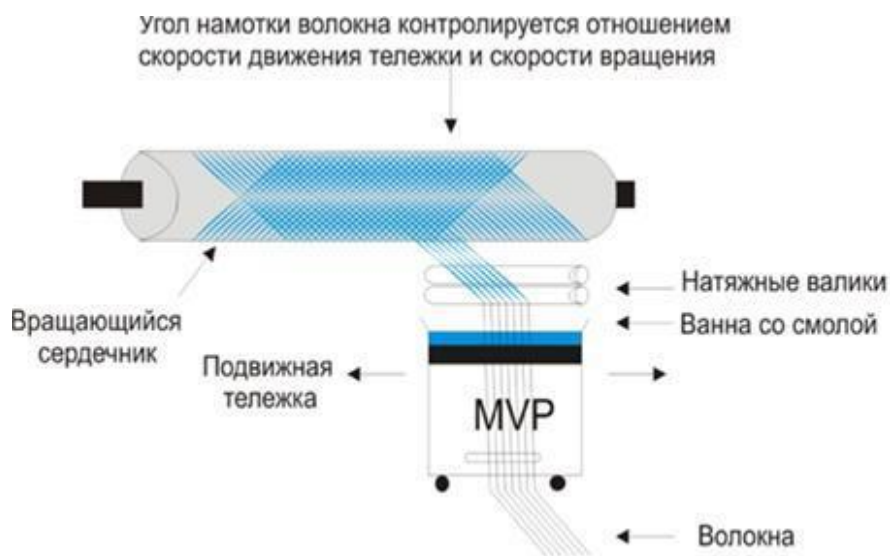 Угол намотки волокна контролируется отношением
скорости движения тележки и скорости вращения
Натяжные валики
Вращающийся
сердечник
Ванна со смолой
Подвижная
тележка
MVP
Волокна